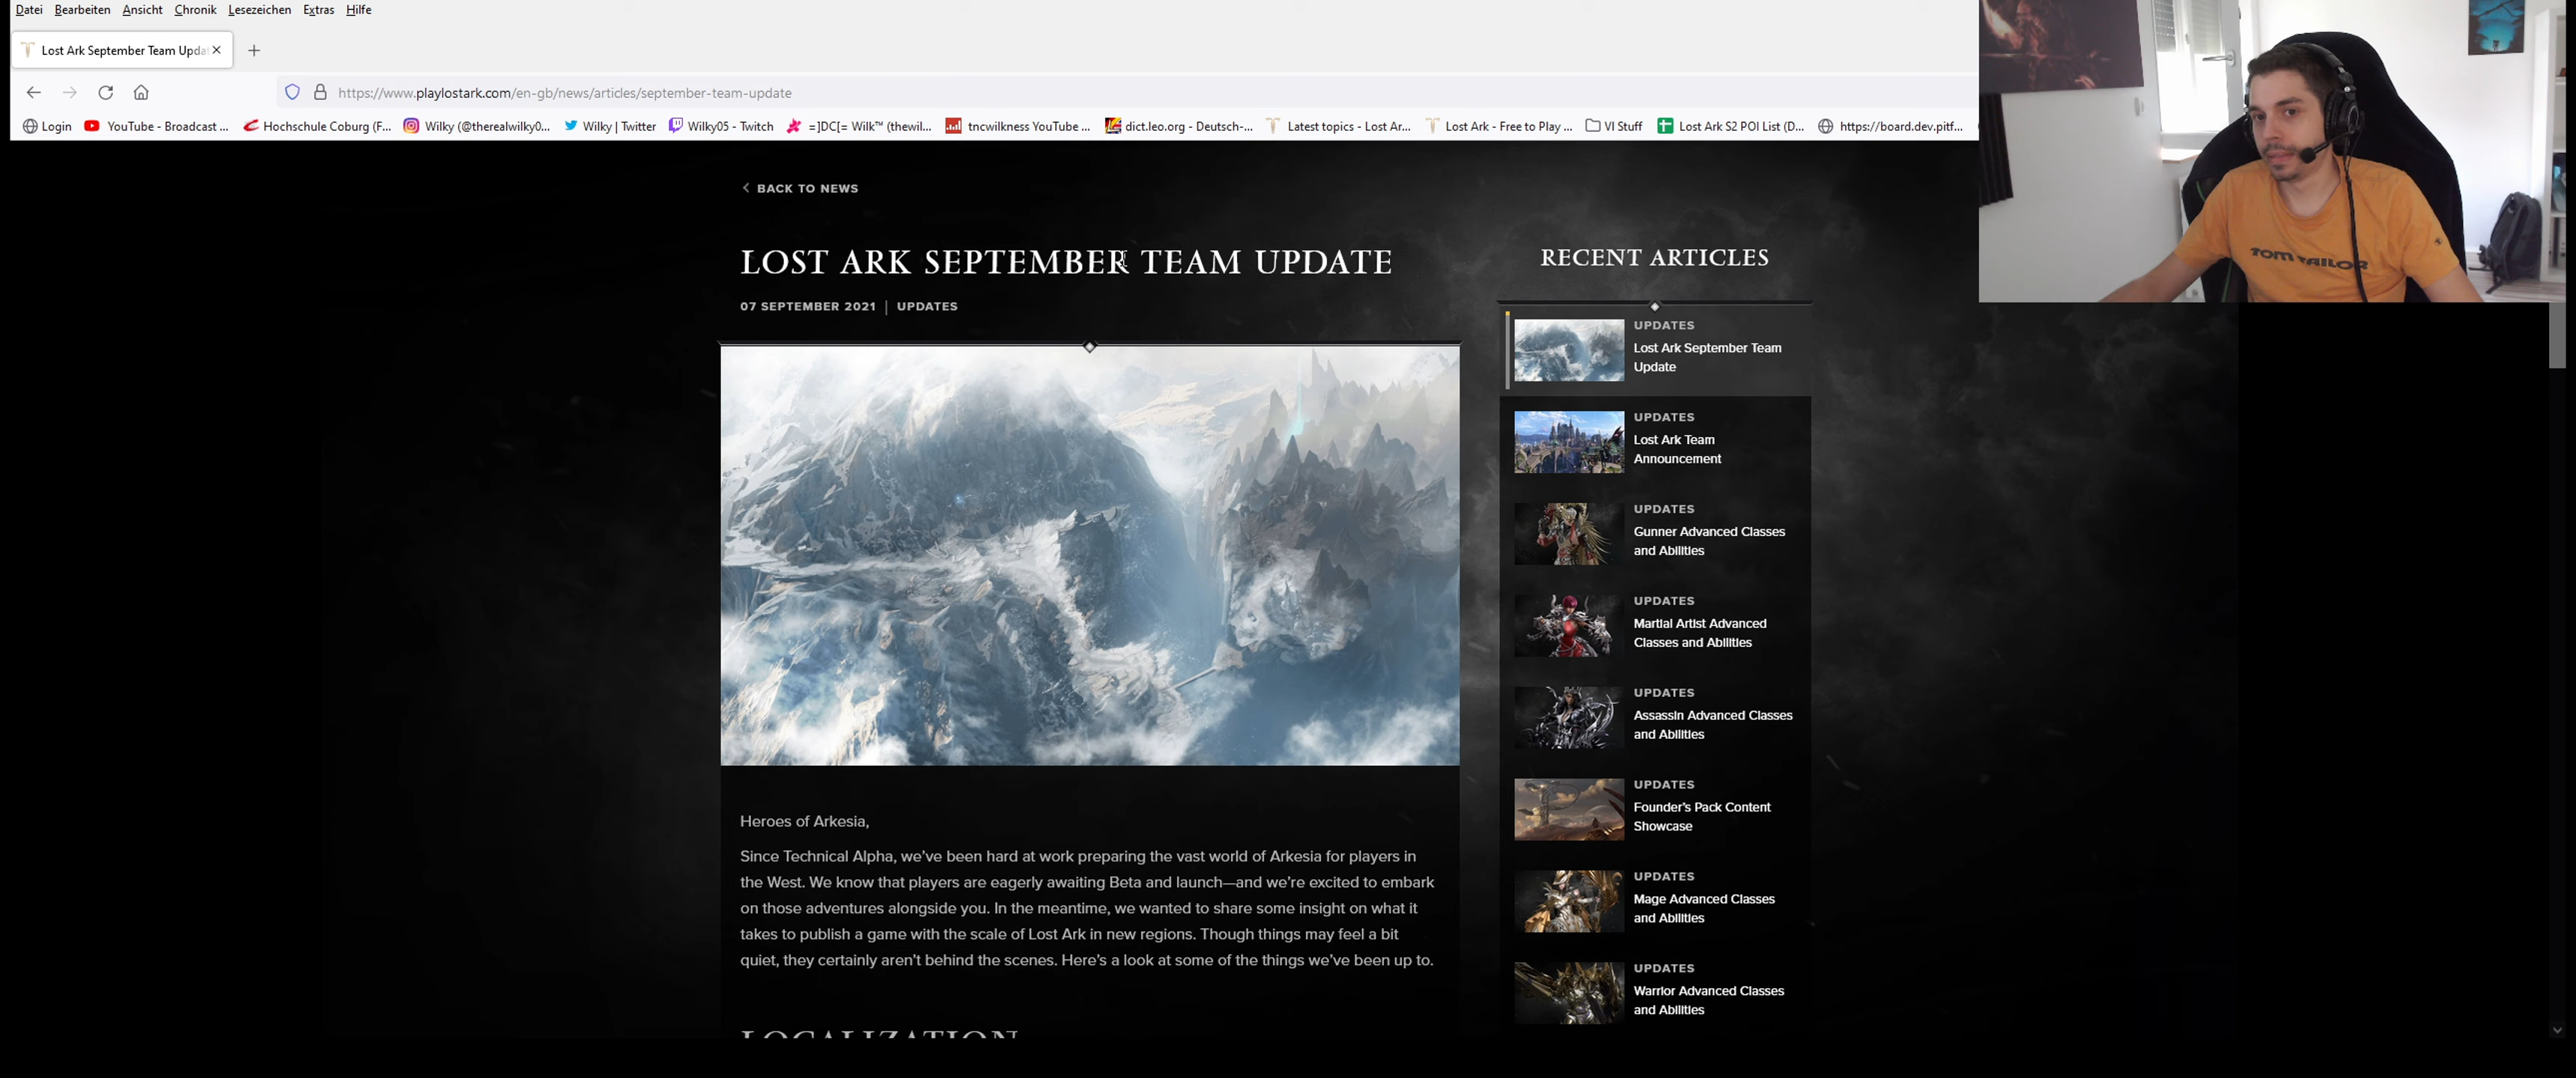 Datei Bearbeiten Ansicht Chronik Lesezeichen Extras Hilfe
Lost Ark September Team Upda
https://www.playlostark.com/en-gb/news/articles/september-team-update
Login YouTube - Broadcast ... Hochschule Coburg (F... Wilky (@therealwilky0... Wilky | Twitter Wilky05 - Twitch =]DC[= Wilk™ (thewil... tncwilkness YouTube ... dict.leo.org - Deutsch-... Latest topics - Lost Ar... Lost Ark - Free to Play ... VI Stuff Lost Ark S2 POI List (D... https://board.dev.pitf...
BACK TO NEWS
LOST ARK SEPTEMBER TEAM UPDATE
07 SEPTEMBER 2021 | UPDATES
Heroes of Arkesia,
Since Technical Alpha, we've been hard at work preparing the vast world of Arkesia for players in
the West. We know that players are eagerly awaiting Beta and launch—and we're excited to embark
on those adventures alongside you. In the meantime, we wanted to share some insight on what it
takes to publish a game with the scale of Lost Ark in new regions. Though things may feel a bit
quiet, they certainly aren't behind the scenes. Here's a look at some of the things we've been up to.
LOCALIZATION
RECENT ARTICLES
UPDATES
Lost Ark September Team
Update
UPDATES
Lost Ark Team
Announcement
UPDATES
Gunner Advanced Classes
and Abilities
UPDATES
Martial Artist Advanced
Classes and Abilities
UPDATES
Assassin Advanced Classes
and Abilities
UPDATES
Founder's Pack Content
Showcase
UPDATES
Mage Advanced Classes
and Abilities
UPDATES
Warrior Advanced Classes
and Abilities
TOM TAILOR